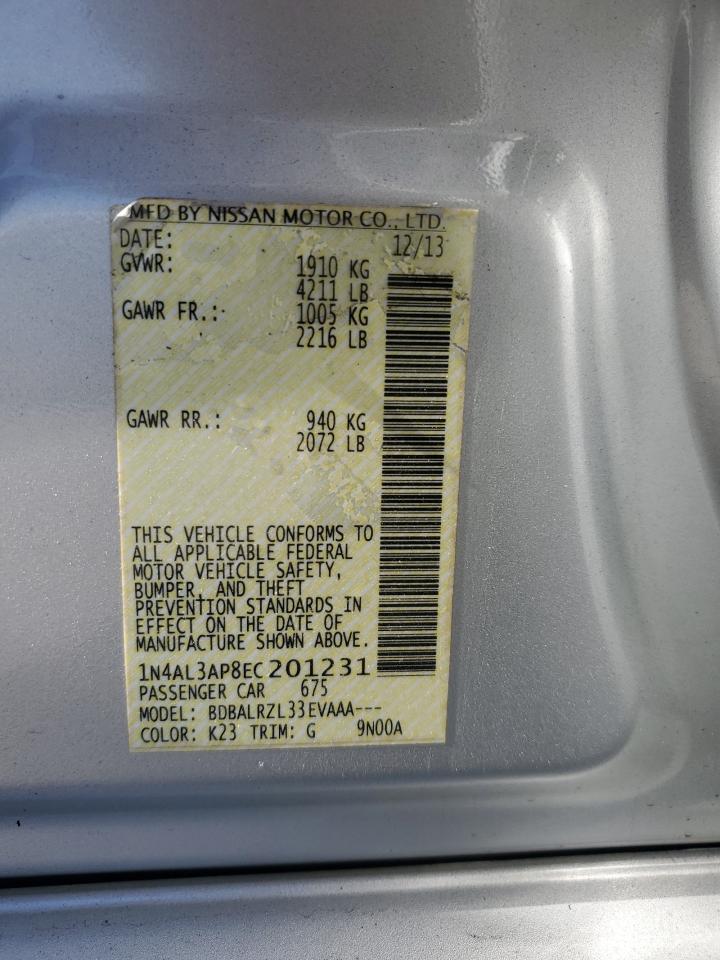 MFD BY NISSAN MOTOR CO., LTD.
DATE: 12/13
GVWR: 1910 KG
4211 LB
GAWR FR.: 1005 KG
2216 LB
GAWR RR.: 940 KG
2072 LB
THIS VEHICLE CONFORMS TO
ALL APPLICABLE FEDERAL
MOTOR VEHICLE SAFETY,
BUMPER, AND THEFT
PREVENTION STANDARDS IN
EFFECT ON THE DATE OF
MANUFACTURE SHOWN ABOVE.
1N4AL3AP8EC201231
PASSENGER CAR 675
MODEL: BDBALRZL33EVAAA---
COLOR: K23 TRIM: G 9N00A